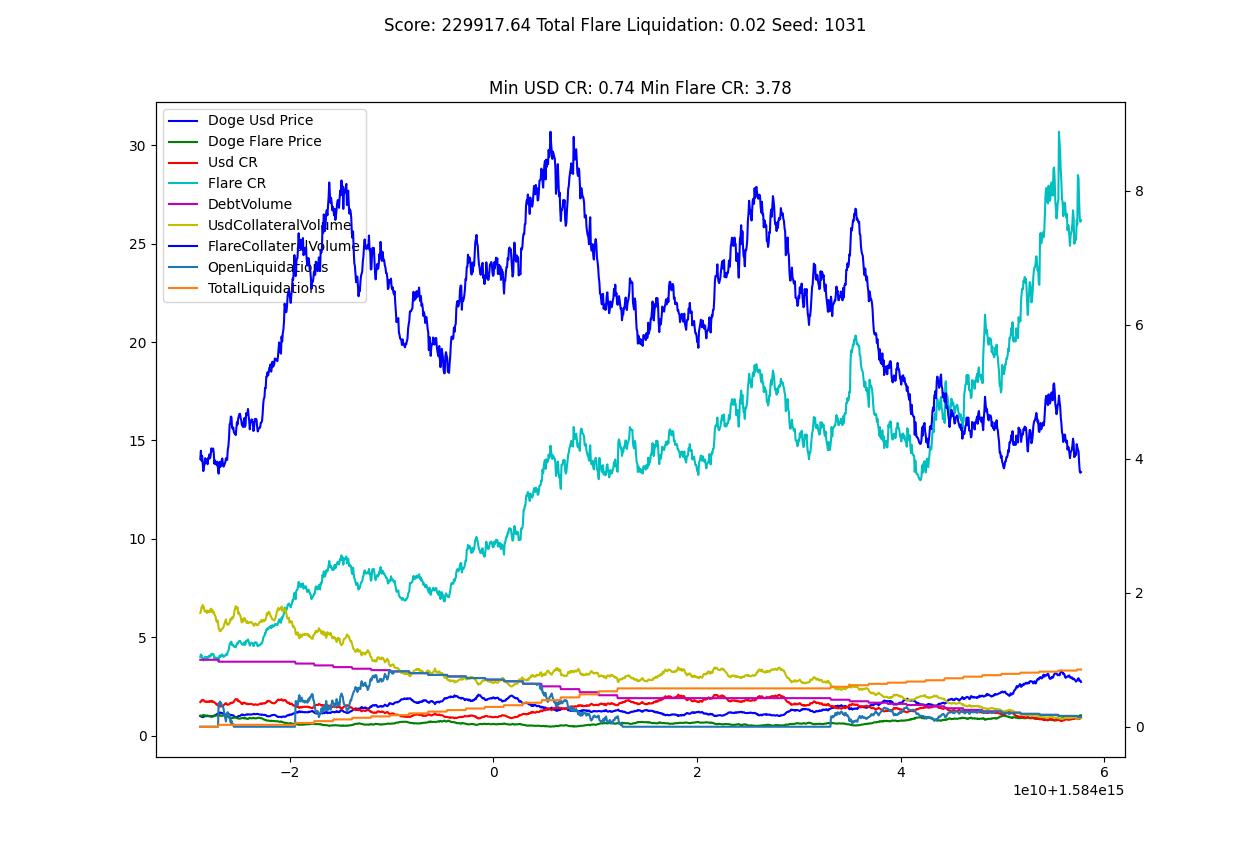 Score: 229917.64 Total Flare Liquidation: 0.02 Seed: 1031
Min USD CR: 0.74 Min Flare CR: 3.78
Doge Usd Price
Doge Flare Price
Usd CR
Flare CR
DebtVolume
UsdCollateralVolume
FlareCollateralVolume
OpenLiquidations
TotalLiquidations
30
25
20
15
10
5
0
8
6
4
2
0
−2
0
2
4
6
1e10+1.584e15